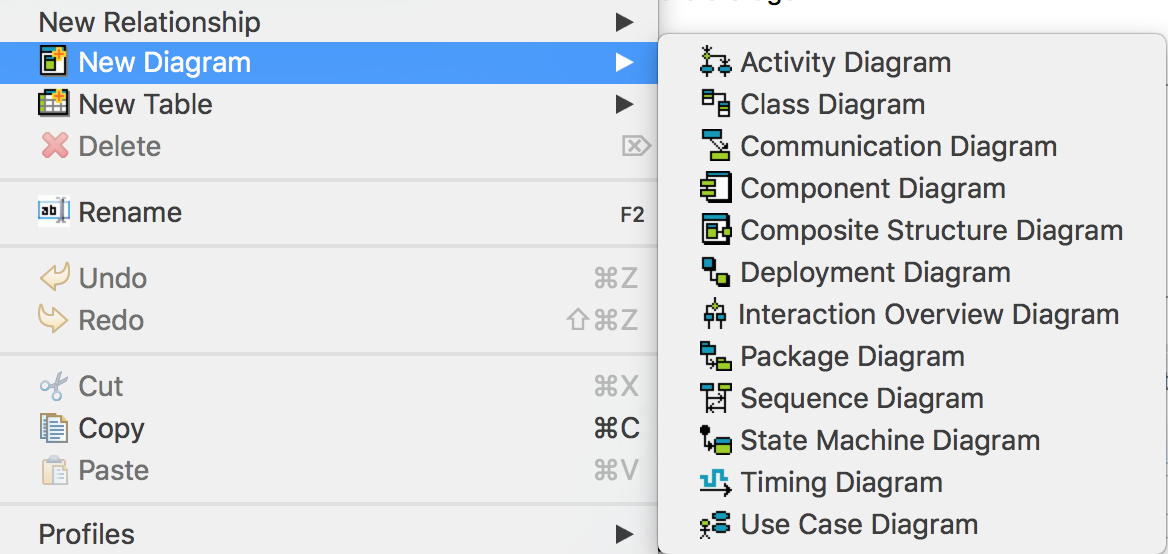 New Relationship
New Diagram
New Table
Delete
ab Rename F2
Undo ⌘Z
Redo ⇧⌘Z
Cut ⌘X
Copy ⌘C
Paste ⌘V
Profiles
Activity Diagram
Class Diagram
Communication Diagram
Component Diagram
Composite Structure Diagram
Deployment Diagram
Interaction Overview Diagram
Package Diagram
Sequence Diagram
State Machine Diagram
Timing Diagram
Use Case Diagram